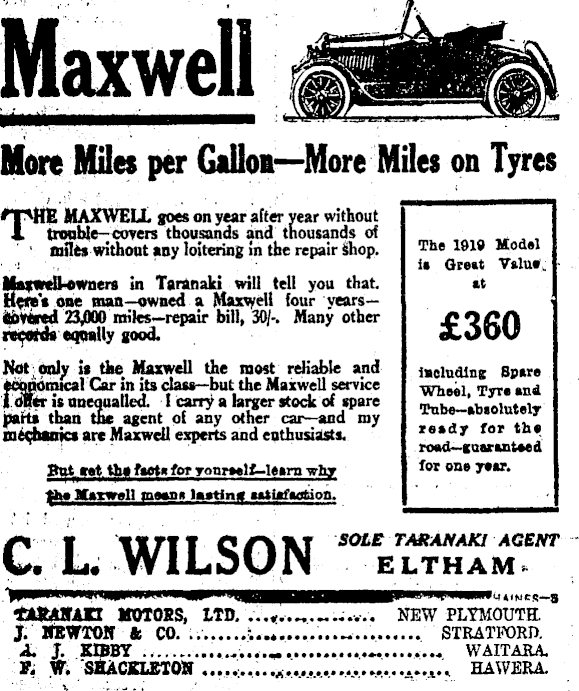 Maxwell
More Miles per Gallon—More Miles on Tyres
THE MAXWELL goes on year after year without
trouble—covers thousands and thousands of
miles without any loitering in the repair shop.
Maxwell-owners in Taranaki will tell you that.
Here's one man—owned a Maxwell four years—
covered 23,000 miles—repair bill, 30/-. Many other
records equally good.
Not only is the Maxwell the most reliable and
economical Car in its class—but the Maxwell service
I offer is unequalled. I carry a larger stock of spare
parts than the agent of any other car—and my
mechanics are Maxwell experts and enthusiasts.
But get the facts for yourself—learn why
the Maxwell means lasting satisfaction.
The 1919 Model
is Great Value
at
£360
including Spare
Wheel, Tyre and
Tube—absolutely
ready for the
road—guaranteed
for one year.
C. L. WILSON
SOLE TARANAKI AGENT
ELTHAM
HAINES—3
TARANAKI MOTORS, LTD. ................ NEW PLYMOUTH.
J. NEWTON & CO. ............................ STRATFORD.
A. J. KIBBY .................................... WAITARA.
F. W. SHACKLETON .............................. HAWERA.